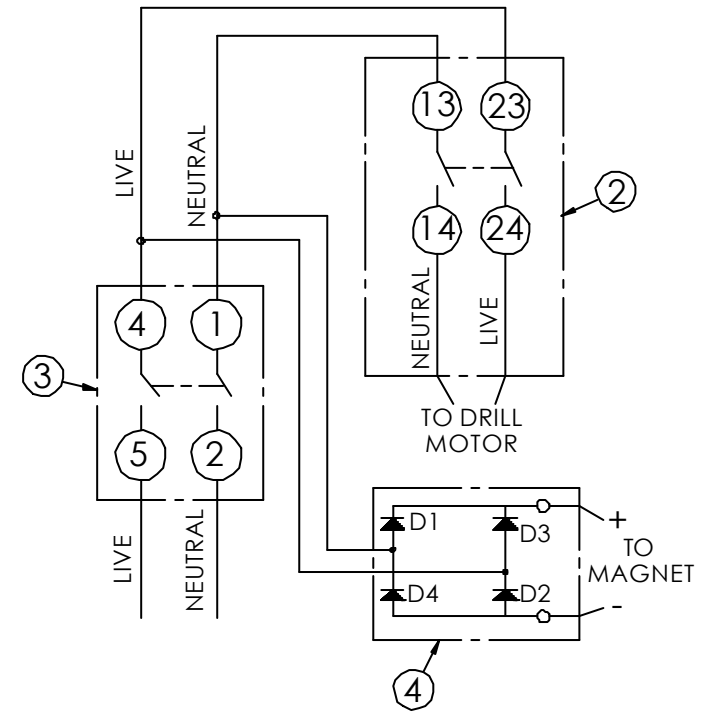 13 23
LIVE
NEUTRAL
2
14 24
NEUTRAL
LIVE
4 1
3
TO DRILL
MOTOR
5 2
LIVE
NEUTRAL
D1
D3
+
TO
MAGNET
D4
D2
-
4